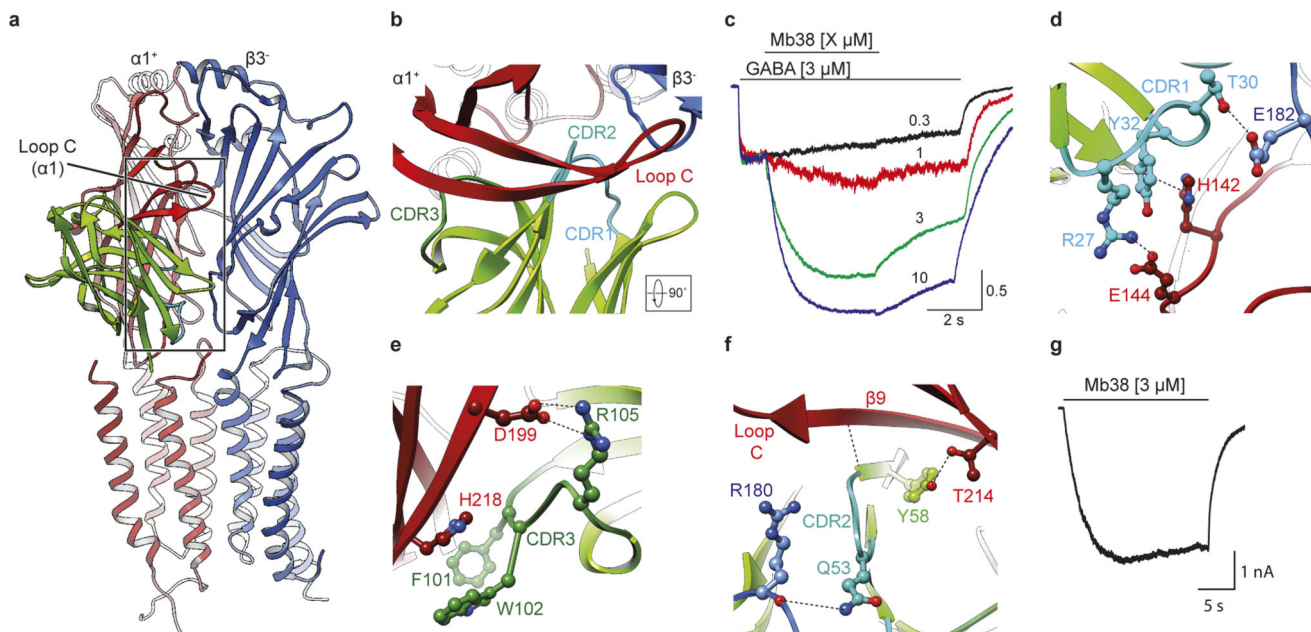 a
α1⁺
β3⁻
Loop C
(α1)
b
α1⁺
β3⁻
CDR2
Loop C
CDR3
CDR1
90°
c
Mb38 [X μM]
GABA [3 μM]
0.3
1
3
10
0.5
2 s
d
CDR1
T30
Y32
E182
H142
R27
E144
e
D199
R105
H218
CDR3
F101
W102
f
β9
Loop
C
R180
Y58
T214
CDR2
Q53
g
Mb38 [3 μM]
1 nA
5 s